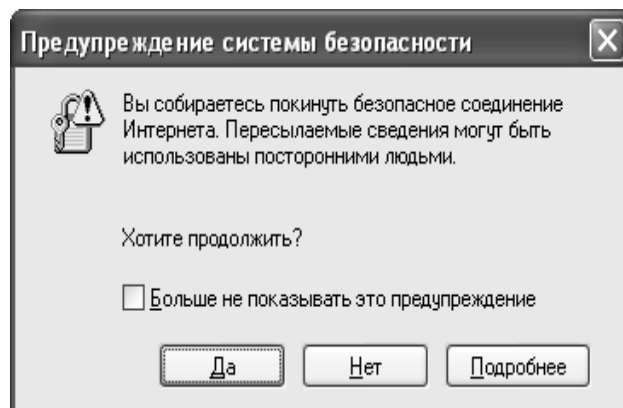 Предупреждение системы безопасности
Вы собираетесь покинуть безопасное соединение
Интернета. Пересылаемые сведения могут быть
использованы посторонними людьми.
Хотите продолжить?
Больше не показывать это предупреждение
Да Нет Подробнее